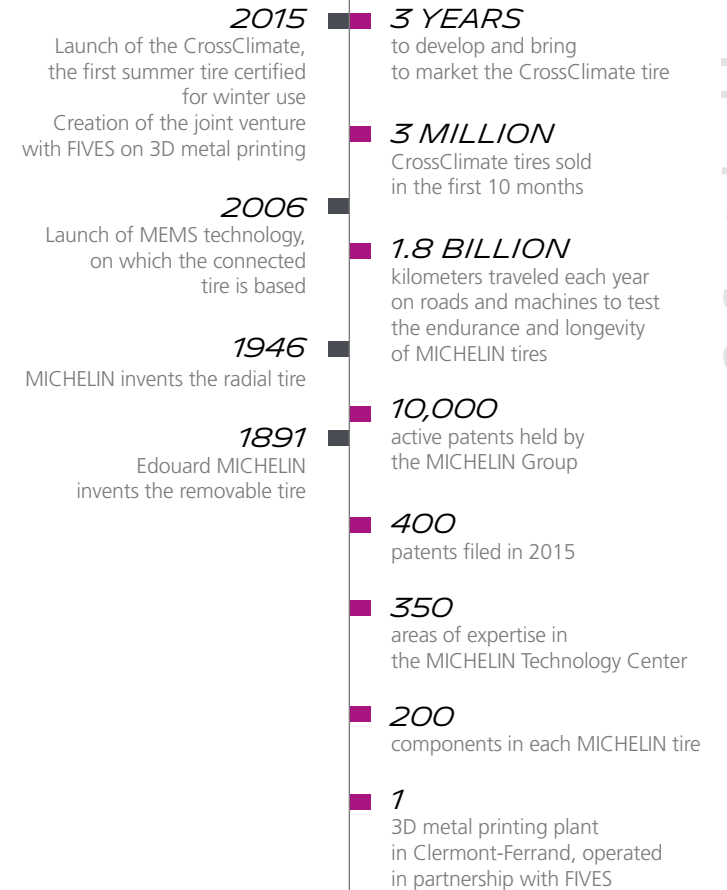 2015
Launch of the CrossClimate,
the first summer tire certified
for winter use
Creation of the joint venture
with FIVES on 3D metal printing
2006
Launch of MEMS technology,
on which the connected
tire is based
1946
MICHELIN invents the radial tire
1891
Edouard MICHELIN
invents the removable tire
3 YEARS
to develop and bring
to market the CrossClimate tire
3 MILLION
CrossClimate tires sold
in the first 10 months
1.8 BILLION
kilometers traveled each year
on roads and machines to test
the endurance and longevity
of MICHELIN tires
10,000
active patents held by
the MICHELIN Group
400
patents filed in 2015
350
areas of expertise in
the MICHELIN Technology Center
200
components in each MICHELIN tire
1
3D metal printing plant
in Clermont-Ferrand, operated
in partnership with FIVES